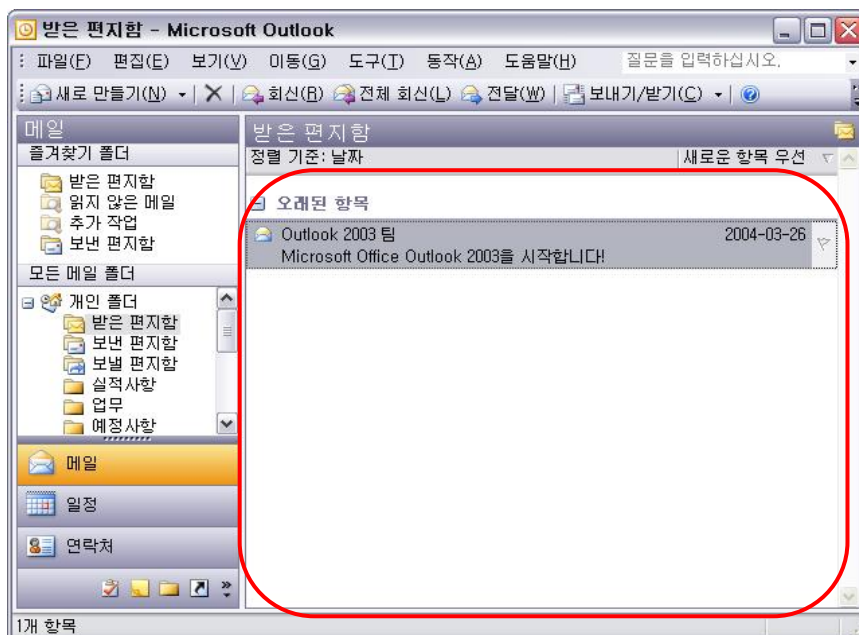 받은 편지함 - Microsoft Outlook
파일(F) 편집(E) 보기(V) 이동(G) 도구(T) 동작(A) 도움말(H) 질문을 입력하십시오.
새로 만들기(N) 회신(R) 전체 회신(L) 전달(W) 보내기/받기(C)
메일
즐겨찾기 폴더
받은 편지함
읽지 않은 메일
추가 작업
보낸 편지함
모든 메일 폴더
개인 폴더
받은 편지함
보낸 편지함
보낼 편지함
실적사항
업무
예정사항
메일
일정
연락처
받은 편지함
정렬 기준: 날짜 새로운 항목 우선
오래된 항목
Outlook 2003 팀 2004-03-26
Microsoft Office Outlook 2003을 시작합니다!
1개 항목